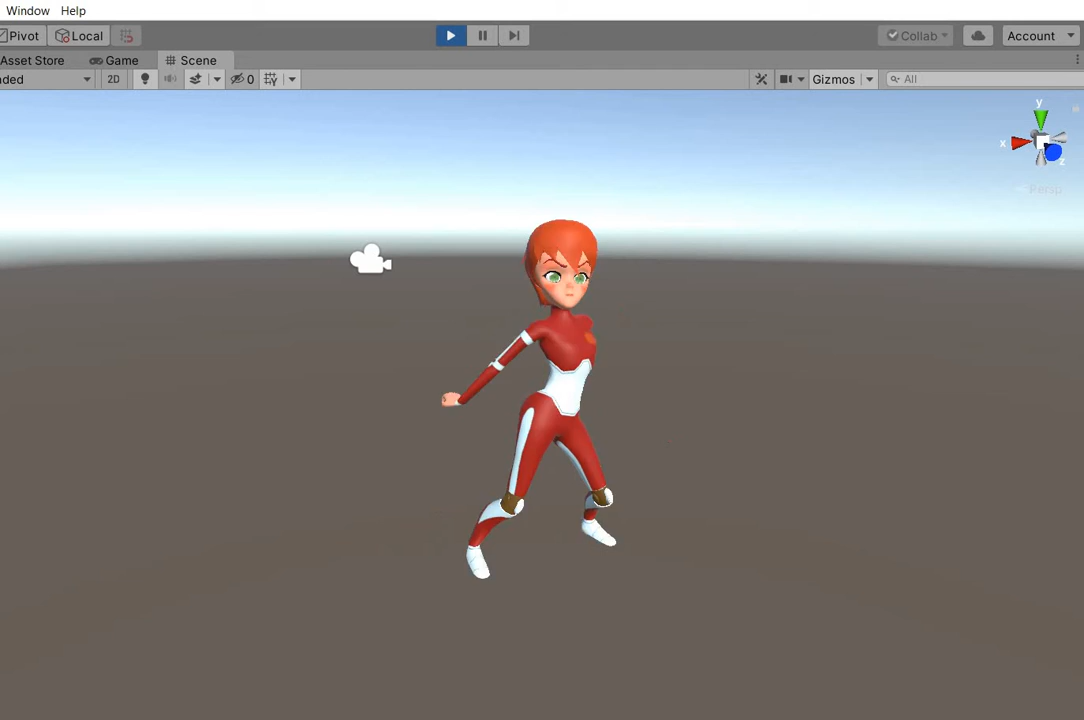 Window Help
Pivot Local Collab Account
Asset Store Game Scene
aded 2D 0 Gizmos All
y
x
z
Persp